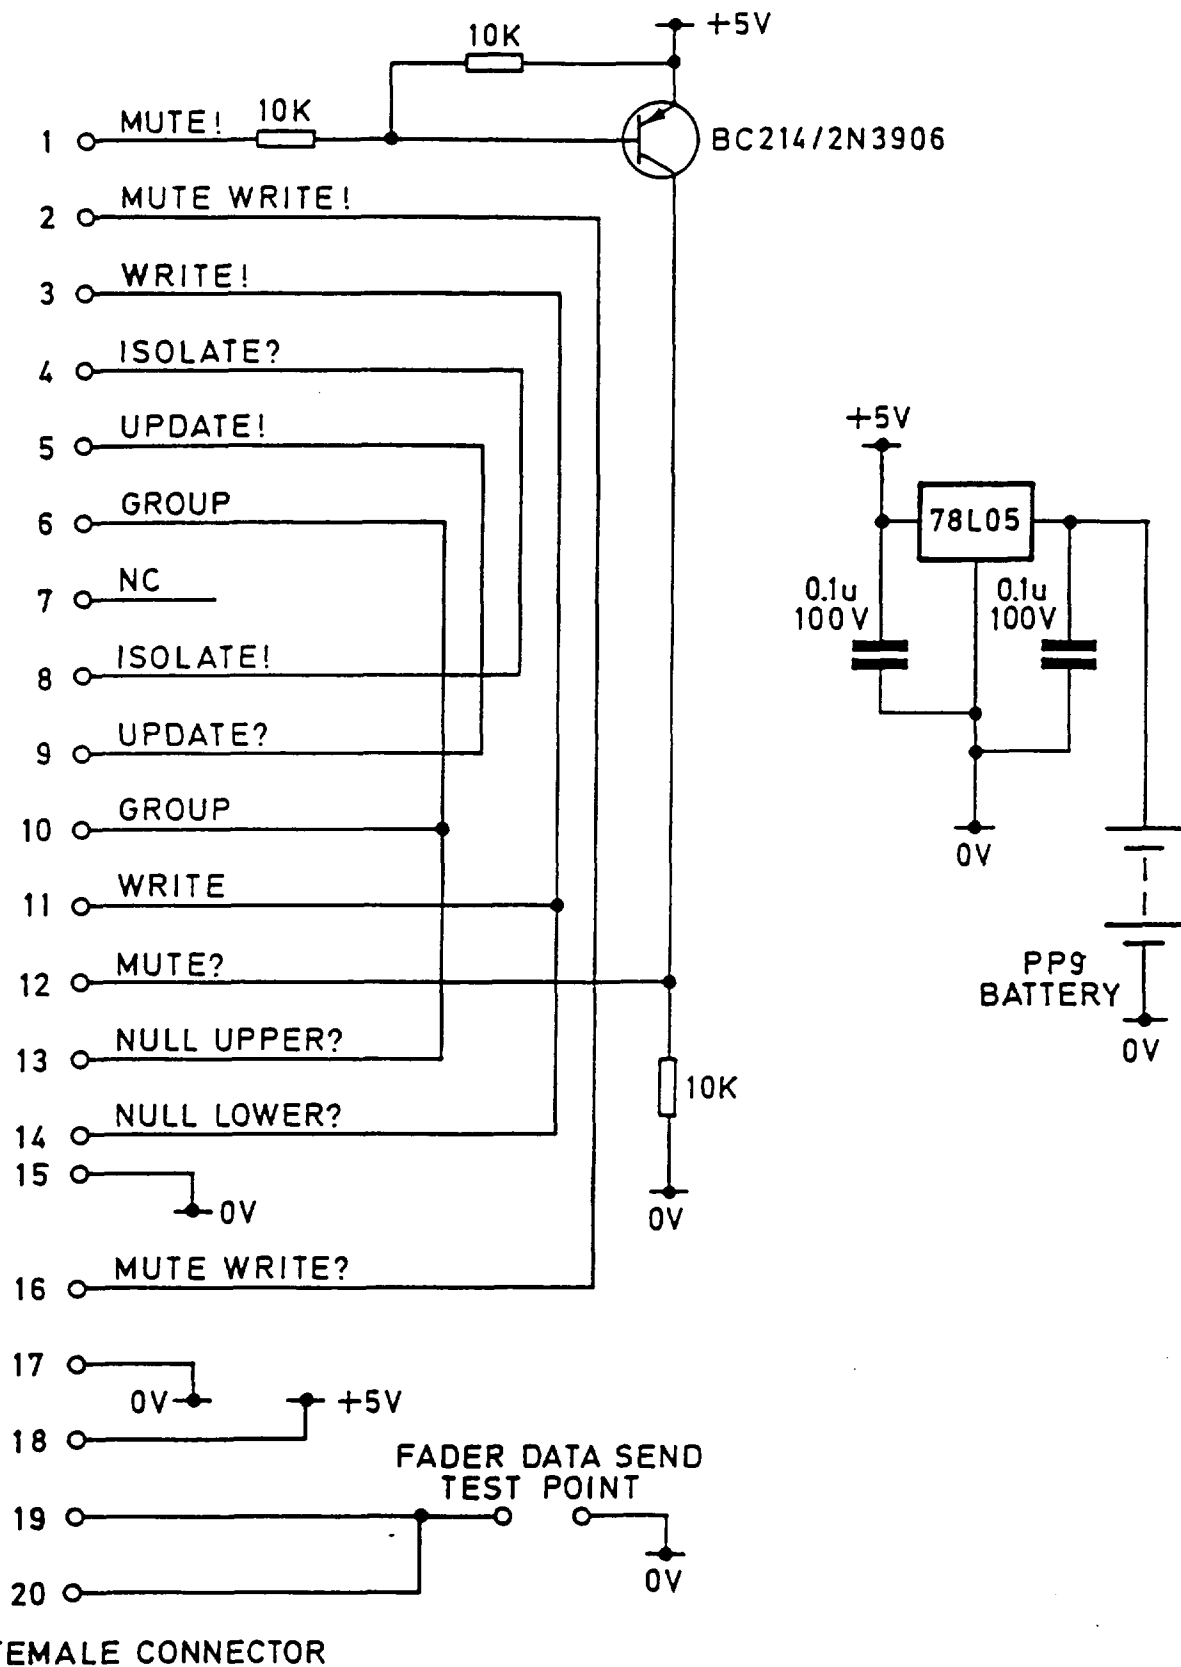 10K
+5V
10K
1 MUTE!
BC214/2N3906
2 MUTE WRITE!
3 WRITE!
4 ISOLATE?
5 UPDATE!
6 GROUP
7 NC
8 ISOLATE!
9 UPDATE?
10 GROUP
11 WRITE
12 MUTE?
13 NULL UPPER?
10K
14 NULL LOWER?
15
0V
0V
16 MUTE WRITE?
17
0V
+5V
18
FADER DATA SEND
TEST POINT
19
0V
20
FEMALE CONNECTOR
+5V
78L05
0.1u
100V
0.1u
100V
0V
PP9
BATTERY
0V